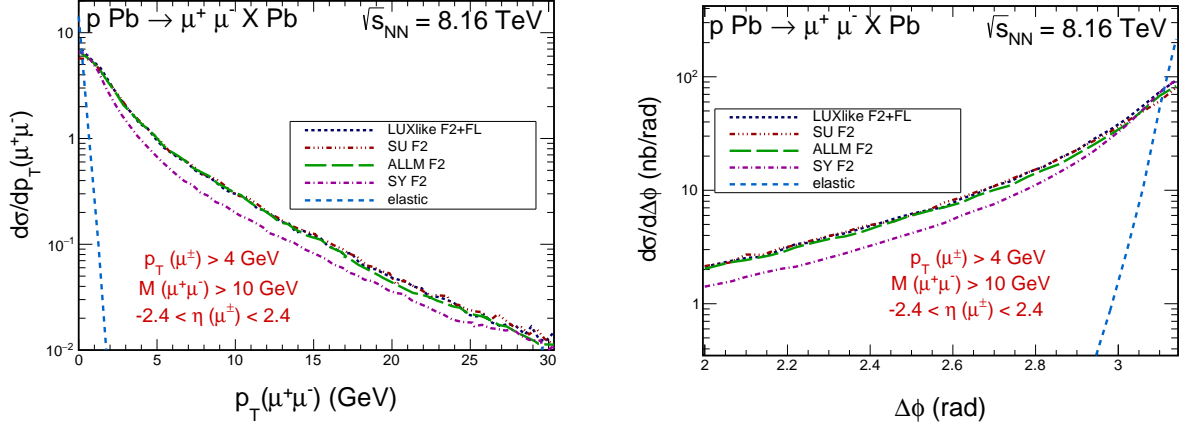 p Pb → μ⁺ μ⁻ X Pb √s_NN = 8.16 TeV
dσ/dp_T(μ⁺μ⁻)
10
1
10⁻¹
10⁻²
LUXlike F2+FL
SU F2
ALLM F2
SY F2
elastic
p_T (μ^±) > 4 GeV
M (μ⁺μ⁻) > 10 GeV
-2.4 < η (μ^±) < 2.4
0 5 10 15 20 25 30
p_T(μ⁺μ⁻) (GeV)
p Pb → μ⁺ μ⁻ X Pb √s_NN = 8.16 TeV
dσ/dΔφ (nb/rad)
10²
10
1
LUXlike F2+FL
SU F2
ALLM F2
SY F2
elastic
p_T (μ^±) > 4 GeV
M (μ⁺μ⁻) > 10 GeV
-2.4 < η (μ^±) < 2.4
2 2.2 2.4 2.6 2.8 3
Δφ (rad)